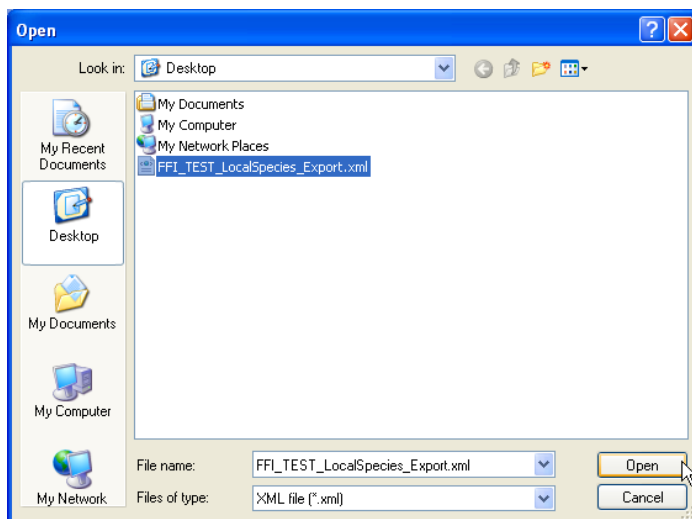 Open
Look in: Desktop
My Documents
My Computer
My Network Places
FFI_TEST_LocalSpecies_Export.xml
My Recent
Documents
Desktop
My Documents
My Computer
My Network
File name: FFI_TEST_LocalSpecies_Export.xml Open
Files of type: XML file (*.xml) Cancel